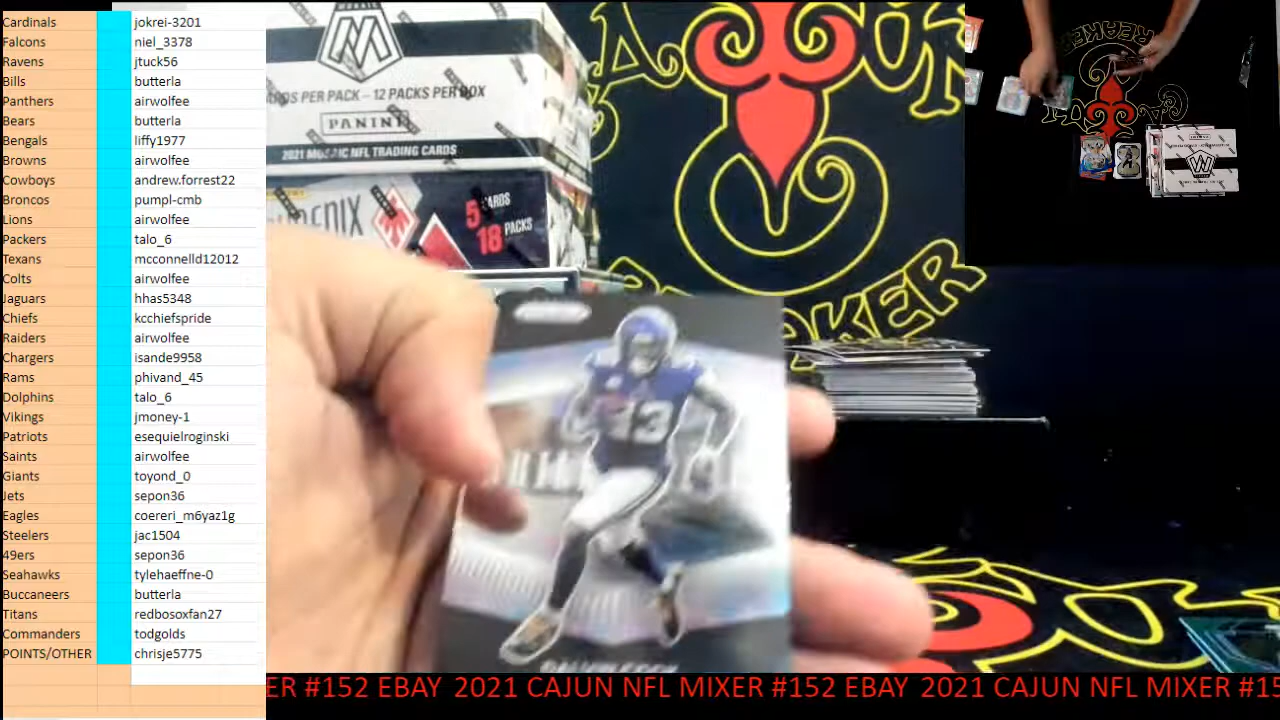 Cardinals jokrei-3201
Falcons niel_3378
Ravens jtuck56
Bills butterla
Panthers airwolfee
Bears butterla
Bengals liffy1977
Browns airwolfee
Cowboys andrew.forrest22
Broncos pumpl-cmb
Lions airwolfee
Packers talo_6
Texans mcconnelld12012
Colts airwolfee
Jaguars hhas5348
Chiefs kcchiefspride
Raiders airwolfee
Chargers isande9958
Rams phivand_45
Dolphins talo_6
Vikings jmoney-1
Patriots esequielroginski
Saints airwolfee
Giants toyond_0
Jets sepon36
Eagles coereri_m6yaz1g
Steelers jac1504
49ers sepon36
Seahawks tylehaeffne-0
Buccaneers butterla
Titans redbosoxfan27
Commanders todgolds
POINTS/OTHER chrisje5775
PER PACK – 12 PACKS PER BOX
PANINI
2021 MOSAIC NFL TRADING CARDS
5 CARDS
18 PACKS
33
ER #152 EBAY 2021 CAJUN NFL MIXER #152 EBAY 2021 CAJUN NFL MIXER #15